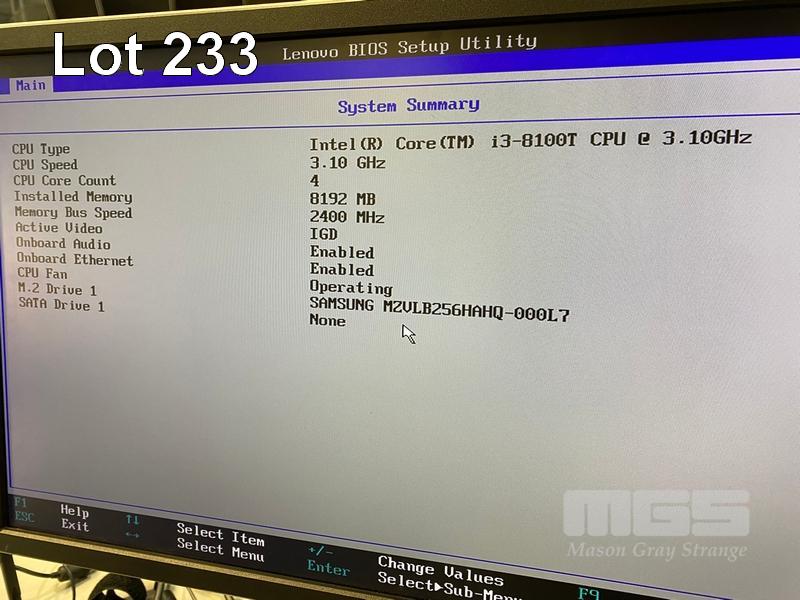 Lot 233
Lenovo BIOS Setup Utility
Main
System Summary
CPU Type Intel(R) Core(TM) i3-8100T CPU @ 3.10GHz
CPU Speed 3.10 GHz
CPU Core Count 4
Installed Memory 8192 MB
Memory Bus Speed 2400 MHz
Active Video IGD
Onboard Audio Enabled
Onboard Ethernet Enabled
CPU Fan Operating
M.2 Drive 1 SAMSUNG MZVLB256HAHQ-000L7
SATA Drive 1 None
F1 Help ↑↓ Select Item +/- Change Values F9
ESC Exit ↔ Select Menu Enter Select▶Sub-Menu
MGS
Mason Gray Strange